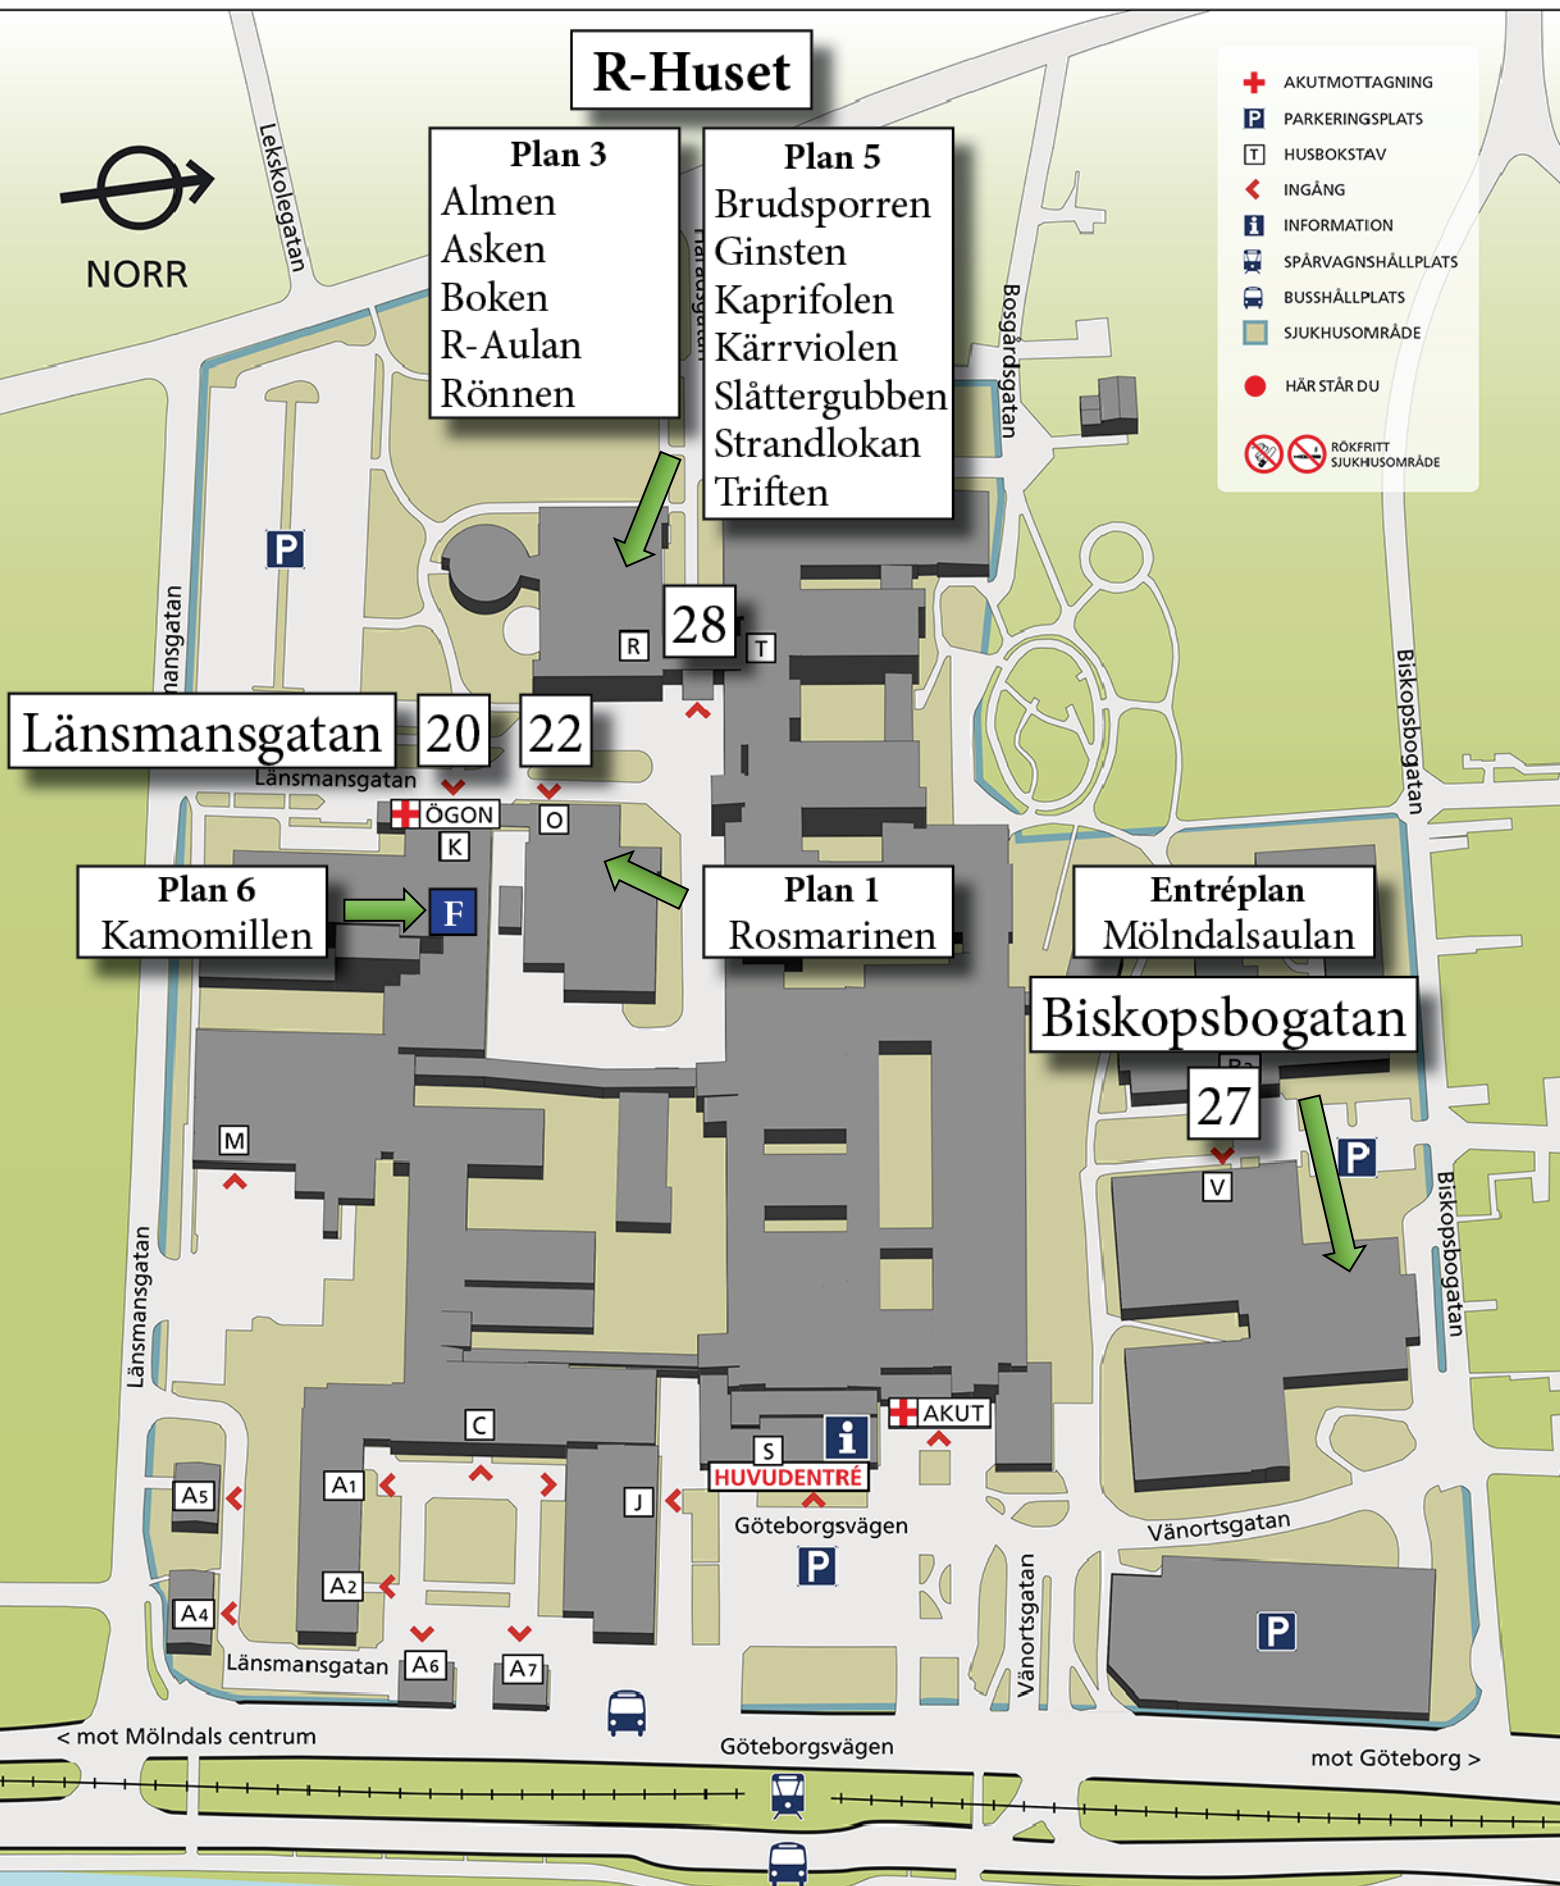 R-Huset
Plan 3
Almen
Asken
Boken
R-Aulan
Rönnen
Plan 5
Brudsporren
Ginsten
Kaprifolen
Kärrviolen
Slåttergubben
Strandlokan
Triften
AKUTMOTTAGNING
P PARKERINGSPLATS
T HUSBOKSTAV
INGÅNG
i INFORMATION
SPÅRVAGNSHÅLLPLATS
BUSSHÅLLPLATS
SJUKHUSOMRÅDE
HÄR STÅR DU
RÖKFRITT
SJUKHUSOMRÅDE
NORR
Lekskolegatan
Bosgårdsgatan
Biskopsbogatan
P
R
28
T
Länsmansgatan
20
22
Länsmansgatan
ÖGON
O
K
Plan 6
Kamomillen
F
Plan 1
Rosmarinen
Entréplan
Mölndalsaulan
Biskopsbogatan
27
P
V
M
Länsmansgatan
Biskopsbogatan
C
AKUT
i
S
HUVUDENTRÉ
A1
A5
J
Göteborgsvägen
Vänortsgatan
P
A2
A4
Vänortsgatan
P
Länsmansgatan
A6
A7
< mot Mölndals centrum
Göteborgsvägen
mot Göteborg >